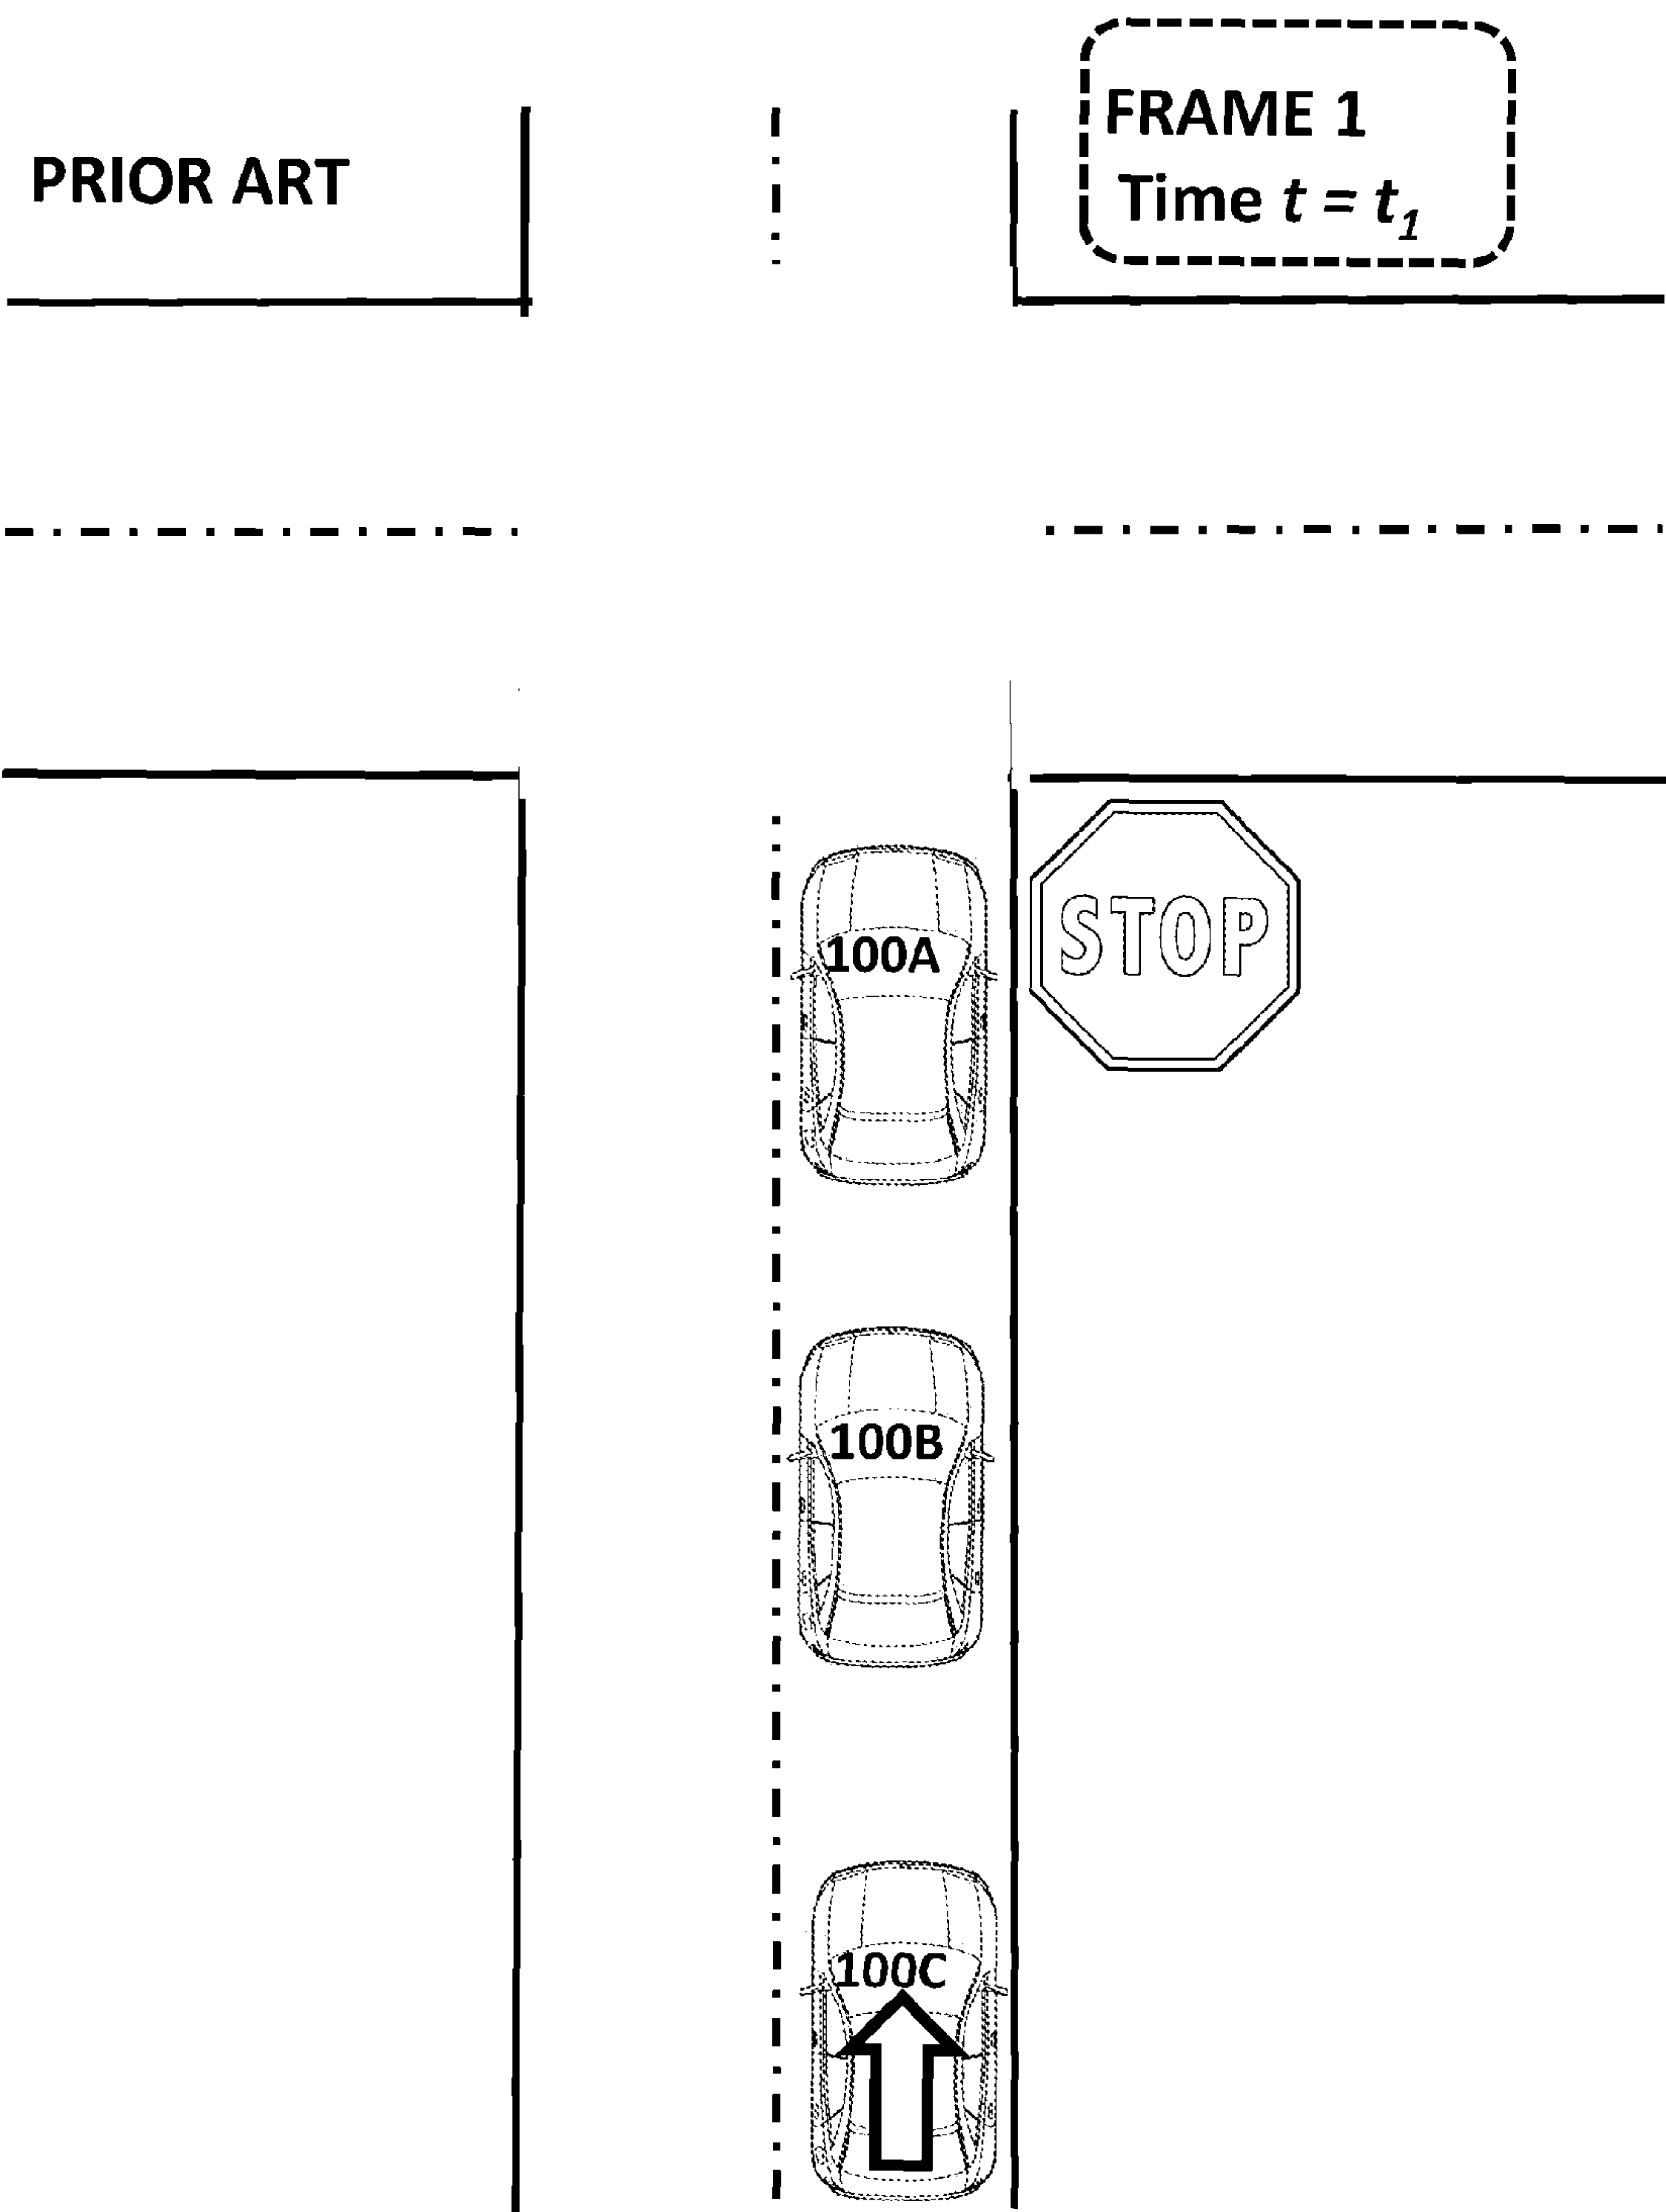 PRIOR ART
FRAME 1
Time t = t₁
100A
STOP
100B
100C